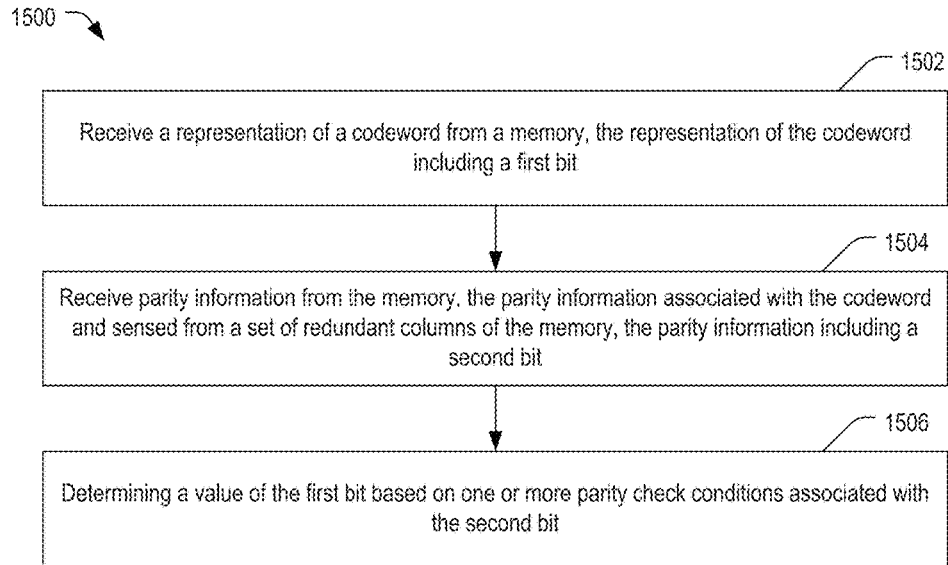 1500
1502
Receive a representation of a codeword from a memory, the representation of the codeword
including a first bit
1504
Receive parity information from the memory, the parity information associated with the codeword
and sensed from a set of redundant columns of the memory, the parity information including a
second bit
1506
Determining a value of the first bit based on one or more parity check conditions associated with
the second bit